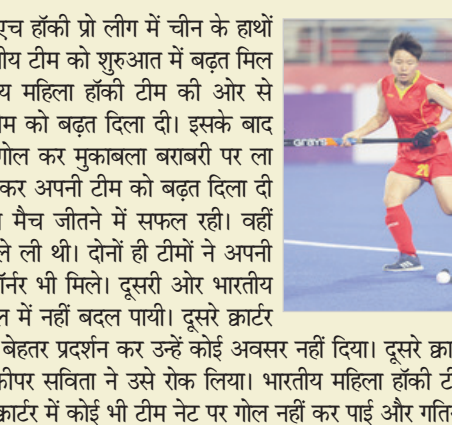 एच हॉकी प्रो लीग में चीन के हाथों
ीय टीम को शुरुआत में बढ़त मिल
य महिला हॉकी टीम की ओर से
म को बढ़त दिला दी। इसके बाद
गोल कर मुकाबला बराबरी पर ला
कर अपनी टीम को बढ़त दिला दी
मैच जीतने में सफल रही। वहीं
ले ली थी। दोनों ही टीमों ने अपनी
ॉर्नर भी मिले। दूसरी ओर भारतीय
ल में नहीं बदल पायी। दूसरे क्वार्टर
बेहतर प्रदर्शन कर उन्हें कोई अवसर नहीं दिया। दूसरे क्वा
कीपर सविता ने उसे रोक लिया। भारतीय महिला हॉकी टी
क्वार्टर में कोई भी टीम नेट पर गोल नहीं कर पाई और गति
GRAYS
20